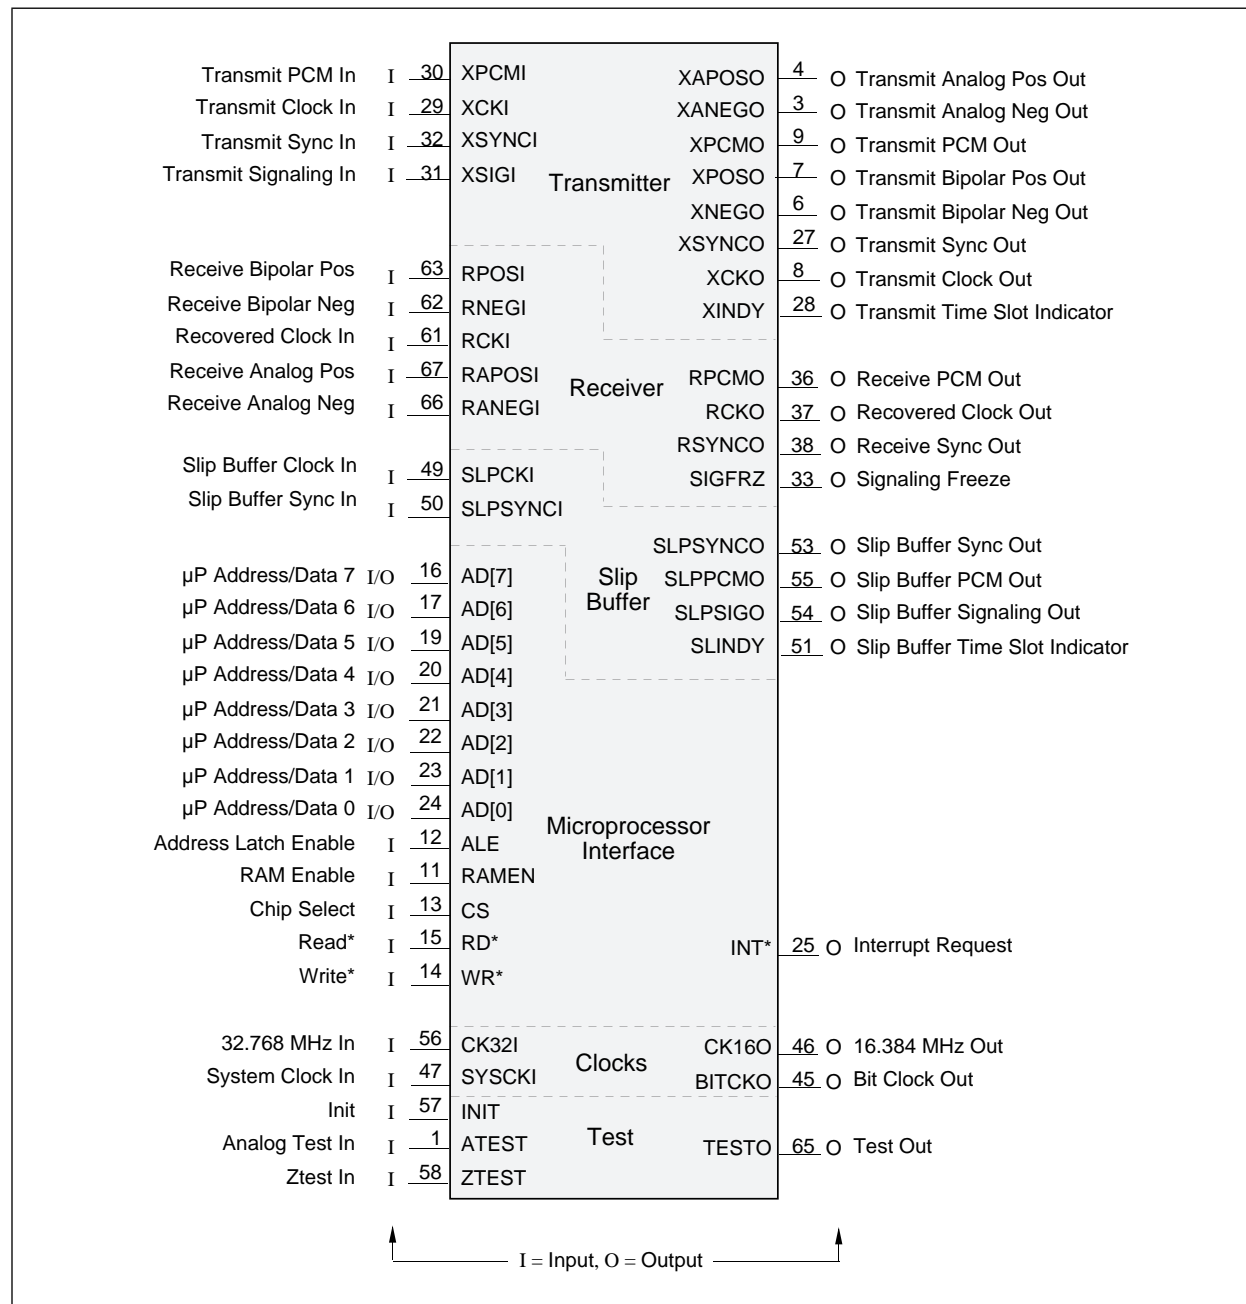 Transmit PCM In I 30 XPCMI
Transmit Clock In I 29 XCKI
Transmit Sync In I 32 XSYNCI
Transmit Signaling In I 31 XSIGI
Transmitter
XAPOSO 4 O Transmit Analog Pos Out
XANEGO 3 O Transmit Analog Neg Out
XPCMO 9 O Transmit PCM Out
XPOSO 7 O Transmit Bipolar Pos Out
XNEGO 6 O Transmit Bipolar Neg Out
XSYNCO 27 O Transmit Sync Out
XCKO 8 O Transmit Clock Out
XINDY 28 O Transmit Time Slot Indicator
Receive Bipolar Pos I 63 RPOSI
Receive Bipolar Neg I 62 RNEGI
Recovered Clock In I 61 RCKI
Receive Analog Pos I 67 RAPOSI
Receive Analog Neg I 66 RANEGI
Receiver
RPCMO 36 O Receive PCM Out
RCKO 37 O Recovered Clock Out
RSYNCO 38 O Receive Sync Out
SIGFRZ 33 O Signaling Freeze
Slip Buffer Clock In I 49 SLPCKI
Slip Buffer Sync In I 50 SLPSYNCI
Slip
Buffer
SLPSYNCO 53 O Slip Buffer Sync Out
SLPPCMO 55 O Slip Buffer PCM Out
SLPSIGO 54 O Slip Buffer Signaling Out
SLINDY 51 O Slip Buffer Time Slot Indicator
µP Address/Data 7 I/O 16 AD[7]
µP Address/Data 6 I/O 17 AD[6]
µP Address/Data 5 I/O 19 AD[5]
µP Address/Data 4 I/O 20 AD[4]
µP Address/Data 3 I/O 21 AD[3]
µP Address/Data 2 I/O 22 AD[2]
µP Address/Data 1 I/O 23 AD[1]
µP Address/Data 0 I/O 24 AD[0]
Address Latch Enable I 12 ALE
RAM Enable I 11 RAMEN
Chip Select I 13 CS
Read* I 15 RD*
Write* I 14 WR*
Microprocessor
Interface
INT* 25 O Interrupt Request
32.768 MHz In I 56 CK32I
System Clock In I 47 SYSCKI
Clocks
CK16O 46 O 16.384 MHz Out
BITCKO 45 O Bit Clock Out
Init I 57 INIT
Analog Test In I 1 ATEST
Ztest In I 58 ZTEST
Test
TESTO 65 O Test Out
I = Input, O = Output